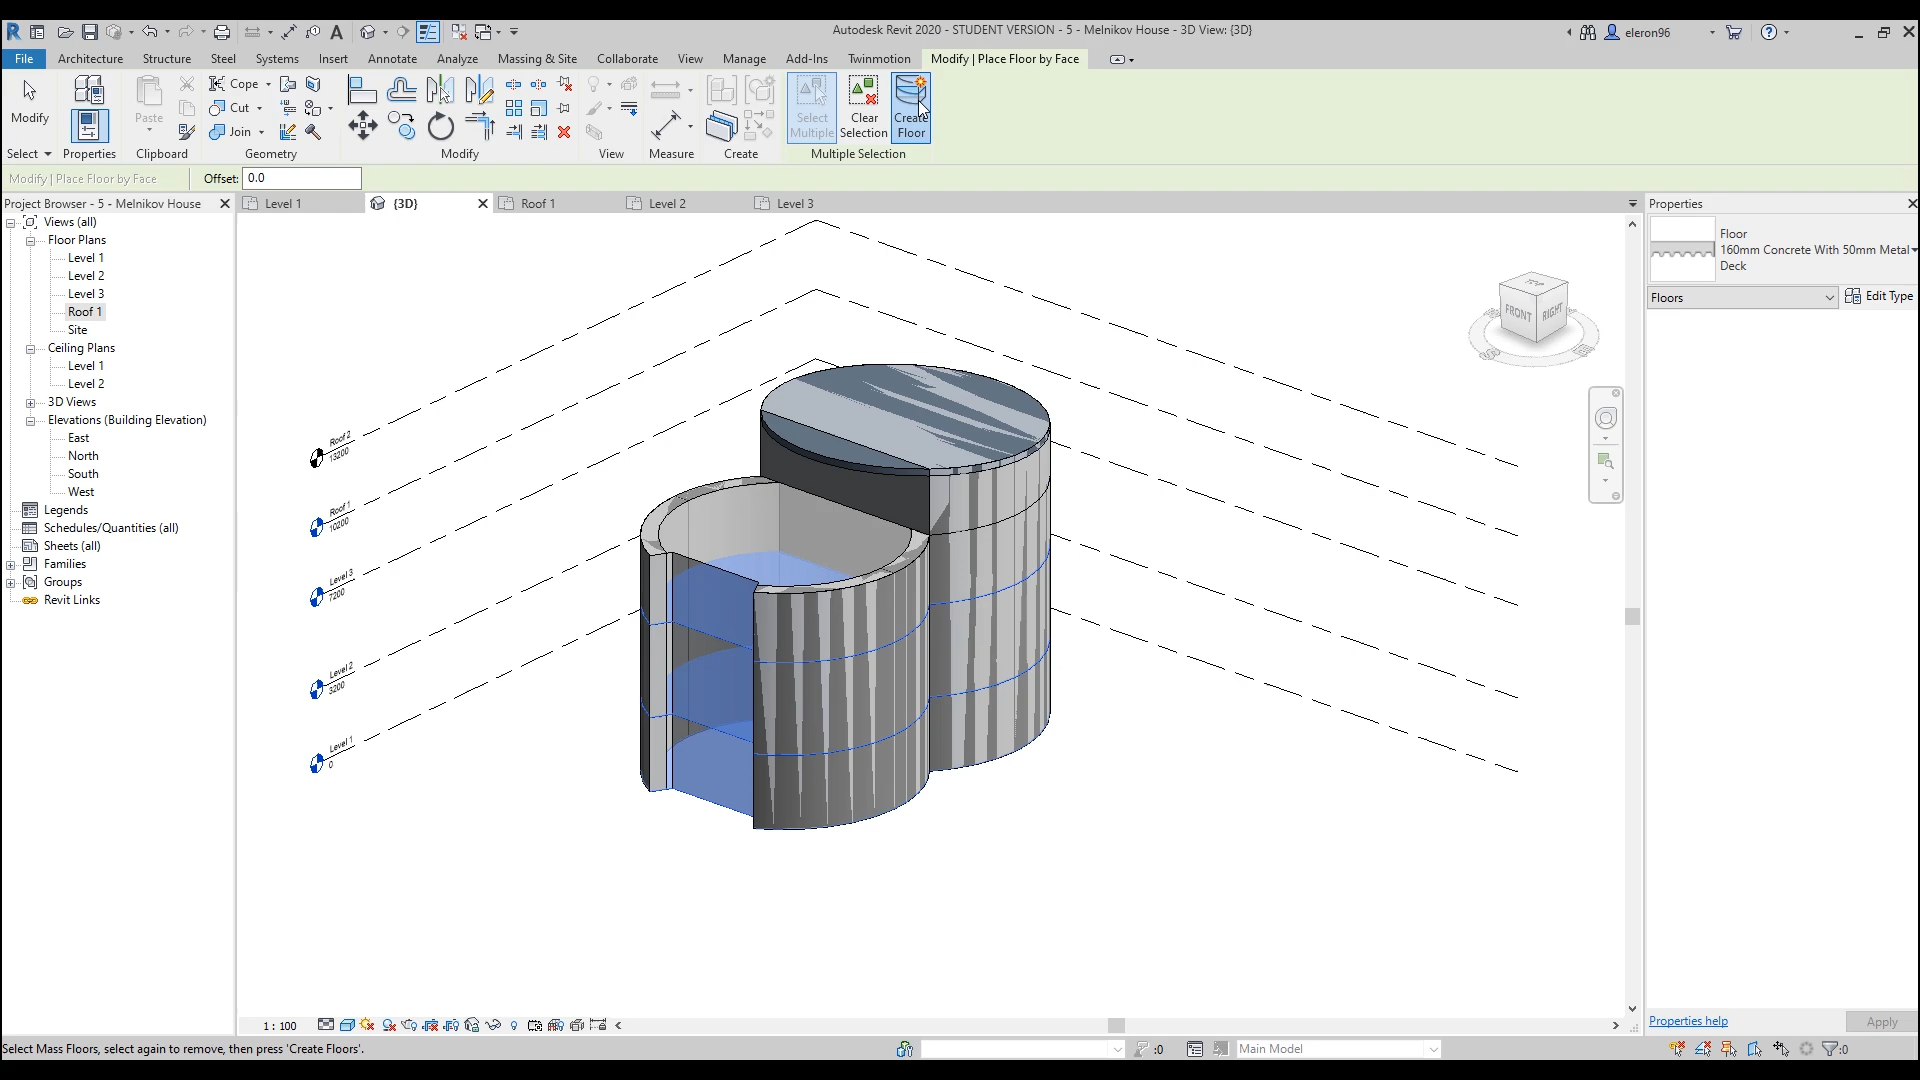 Autodesk Revit 2020 - STUDENT VERSION - 5 - Melnikov House - 3D View: {3D}
eleron96
File
Architecture
Structure
Steel
Systems
Insert
Annotate
Analyze
Massing & Site
Collaborate
View
Manage
Add-Ins
Twinmotion
Modify | Place Floor by Face
Modify
Paste
Cope
Cut
Join
Select Multiple
Clear Selection
Create Floor
Select
Properties
Clipboard
Geometry
Modify
View
Measure
Create
Multiple Selection
Modify | Place Floor by Face
Offset: 0.0
Project Browser - 5 - Melnikov House
Level 1
{3D}
Roof 1
Level 2
Level 3
Views (all)
Floor Plans
Level 1
Level 2
Level 3
Roof 1
Site
Ceiling Plans
Level 1
Level 2
3D Views
Elevations (Building Elevation)
East
North
South
West
Legends
Schedules/Quantities (all)
Sheets (all)
Families
Groups
Revit Links
Roof 2
13200
Roof 1
10200
Level 3
7200
Level 2
3200
Level 1
0
TOP
FRONT
RIGHT
Properties
Floor
160mm Concrete With 50mm Metal
Deck
Floors
Edit Type
Properties help
Apply
1 : 100
Select Mass Floors, select again to remove, then press 'Create Floors'.
:0
Main Model
:0